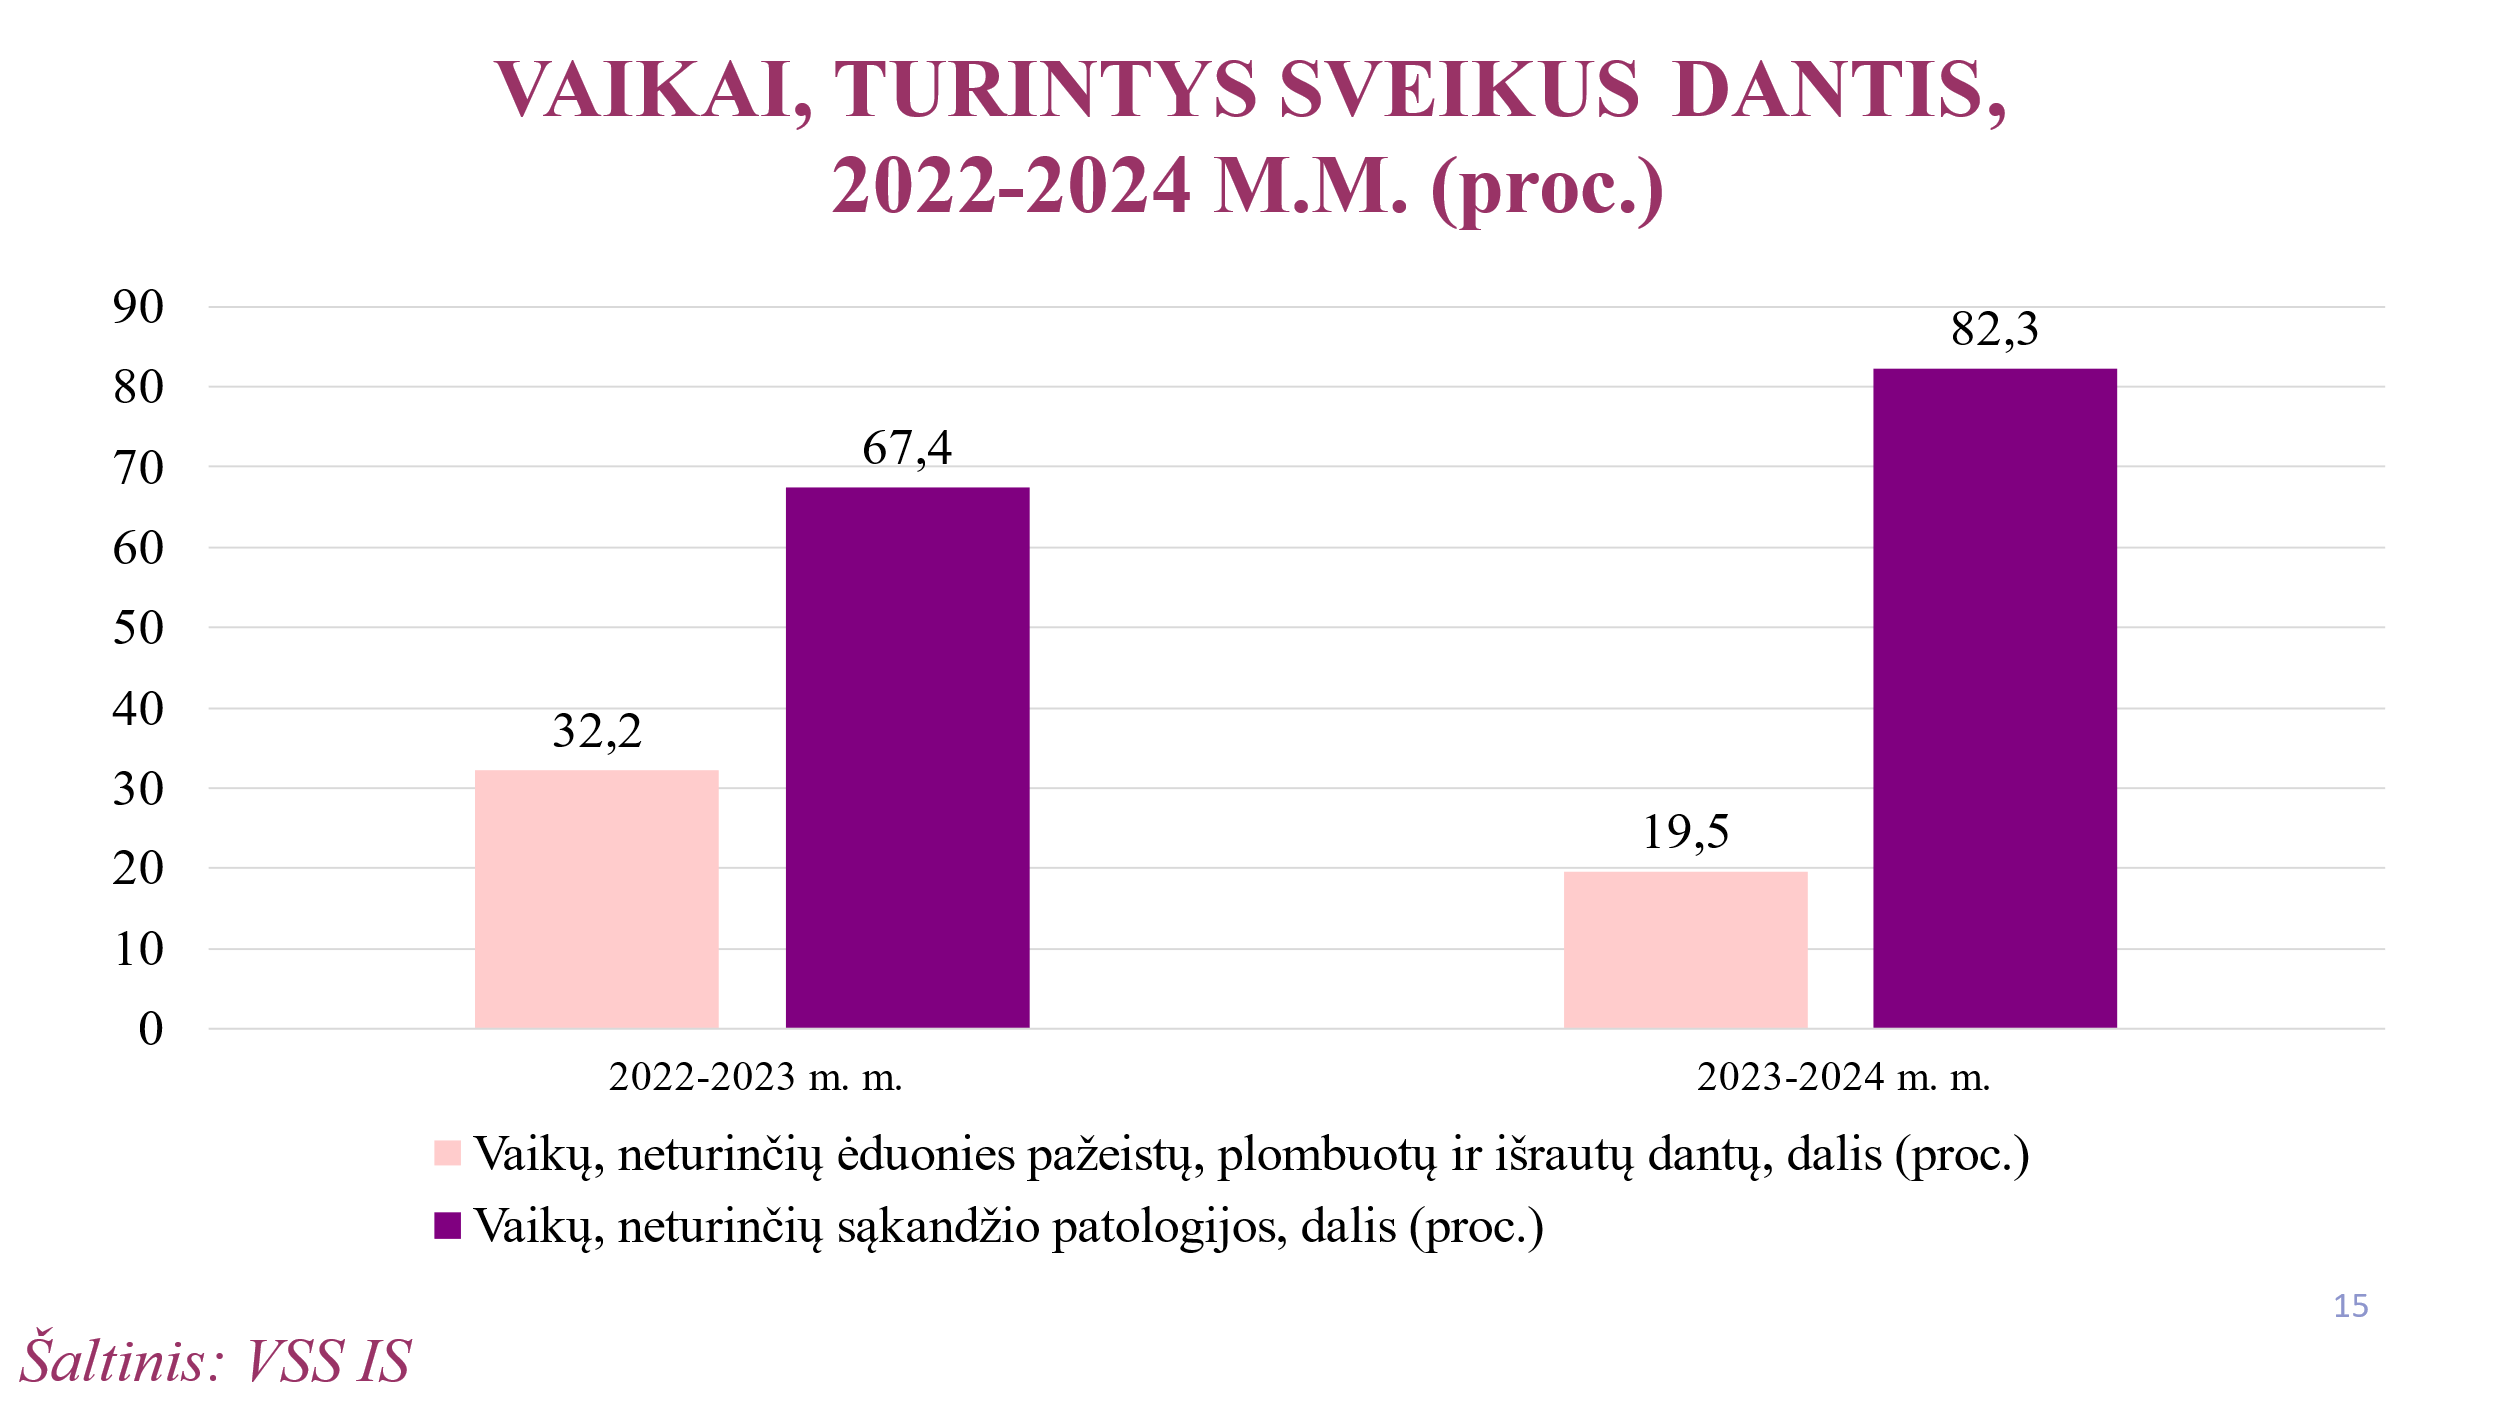 VAIKAI, TURINTYS SVEIKUS DANTIS,
2022-2024 M.M. (proc.)
90
80
70
60
50
40
30
20
10
0
32,2
67,4
19,5
82,3
2022-2023 m. m.
2023-2024 m. m.
Vaikų, neturinčių ėduonies pažeistų, plombuotų ir išrautų dantų, dalis (proc.)
Vaikų, neturinčių sąkandžio patologijos, dalis (proc.)
15
Šaltinis: VSS IS